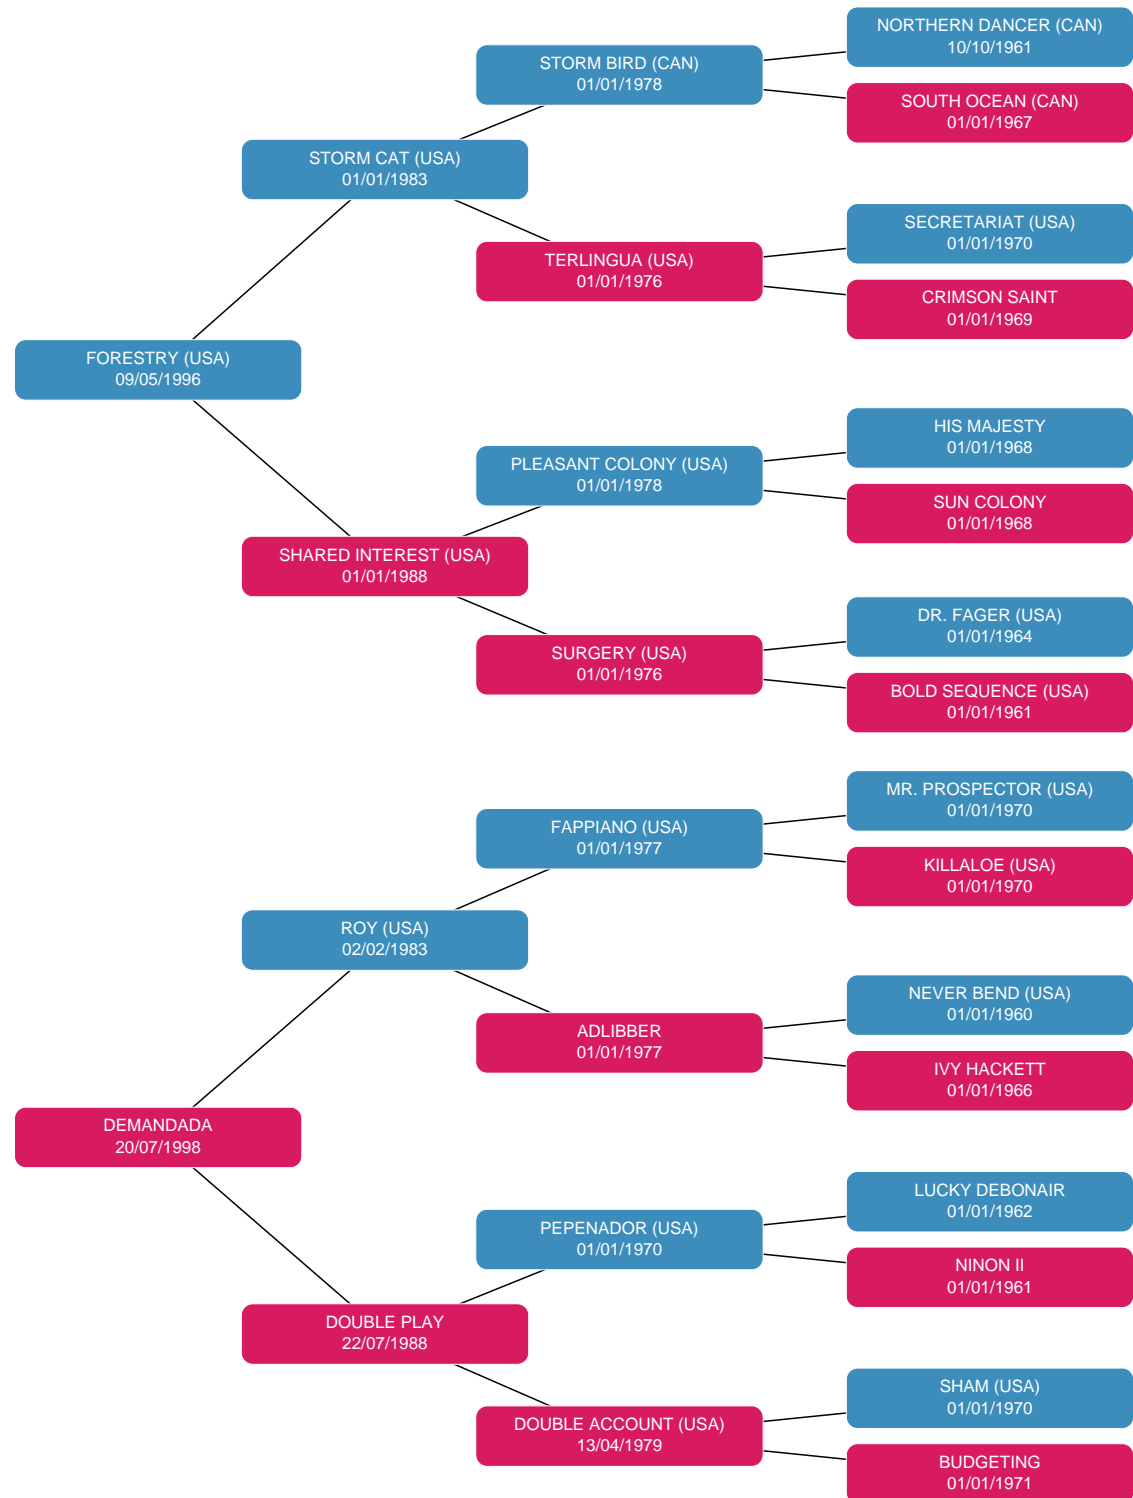 NORTHERN DANCER (CAN)
10/10/1961
STORM BIRD (CAN)
01/01/1978
SOUTH OCEAN (CAN)
01/01/1967
STORM CAT (USA)
01/01/1983
SECRETARIAT (USA)
01/01/1970
TERLINGUA (USA)
01/01/1976
CRIMSON SAINT
01/01/1969
FORESTRY (USA)
09/05/1996
HIS MAJESTY
01/01/1968
PLEASANT COLONY (USA)
01/01/1978
SUN COLONY
01/01/1968
SHARED INTEREST (USA)
01/01/1988
DR. FAGER (USA)
01/01/1964
SURGERY (USA)
01/01/1976
BOLD SEQUENCE (USA)
01/01/1961
MR. PROSPECTOR (USA)
01/01/1970
FAPPIANO (USA)
01/01/1977
KILLALOE (USA)
01/01/1970
ROY (USA)
02/02/1983
NEVER BEND (USA)
01/01/1960
ADLIBBER
01/01/1977
IVY HACKETT
01/01/1966
DEMANDADA
20/07/1998
LUCKY DEBONAIR
01/01/1962
PEPENADOR (USA)
01/01/1970
NINON II
01/01/1961
DOUBLE PLAY
22/07/1988
SHAM (USA)
01/01/1970
DOUBLE ACCOUNT (USA)
13/04/1979
BUDGETING
01/01/1971